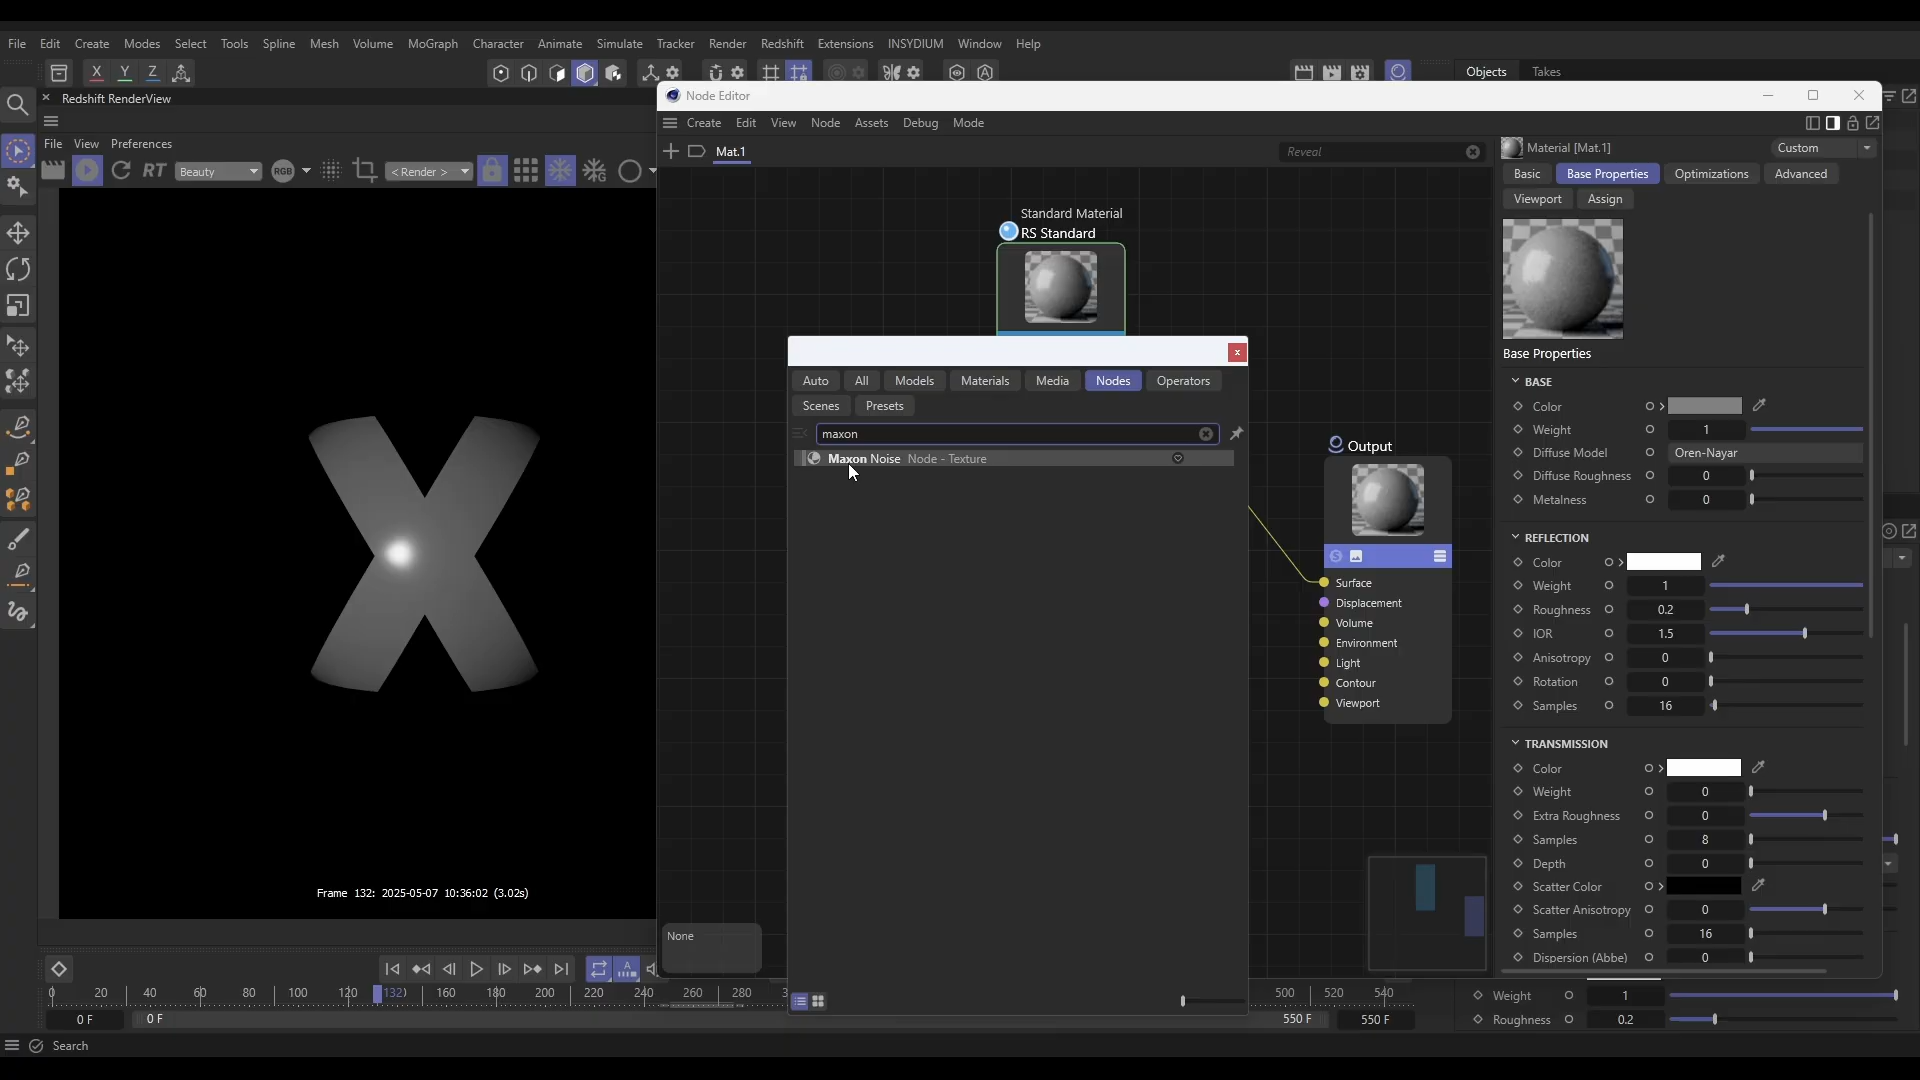 File Edit Create Modes Select Tools Spline Mesh Volume MoGraph Character Animate Simulate Tracker Render Redshift Extensions INSYDIUM Window Help
X Y Z
Objects Takes
Redshift RenderView
Node Editor
File View Preferences
Create Edit View Node Assets Debug Mode
RT Beauty RGB < Render >
Mat.1
Reveal
Material [Mat.1]
Custom
Basic Base Properties Optimizations Advanced
Viewport Assign
Standard Material
RS Standard
Auto All Models Materials Media Nodes Operators
Scenes Presets
maxon
Maxon Noise Node - Texture
Output
Surface
Displacement
Volume
Environment
Light
Contour
Viewport
None
Base Properties
BASE
Color
Weight 1
Diffuse Model Oren-Nayar
Diffuse Roughness 0
Metalness 0
REFLECTION
Color
Weight 1
Roughness 0.2
IOR 1.5
Anisotropy 0
Rotation 0
Samples 16
TRANSMISSION
Color
Weight 0
Extra Roughness 0
Samples 8
Depth 0
Scatter Color
Scatter Anisotropy 0
Samples 16
Dispersion (Abbe) 0
Weight 1
Roughness 0.2
Frame 132: 2025-05-07 10:36:02 (3.02s)
0 20 40 60 80 100 120 132 160 180 200 220 240 260 280 500 520 540
0 F 0 F 550 F 550 F
Search